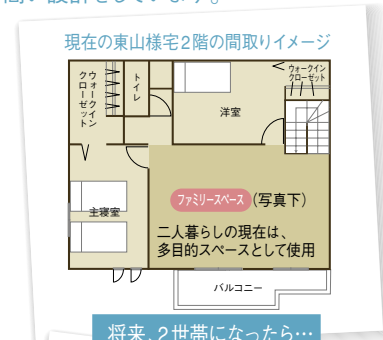 高い設計をしています。
現在の東山様宅2階の間取りイメージ
ウォークイン
クローゼット
トイレ
洋室
ウォークイン
クローゼット
主寝室
ファミリースペース (写真下)
二人暮らしの現在は、
多目的スペースとして使用
バルコニー
将来、2世帯になったら…